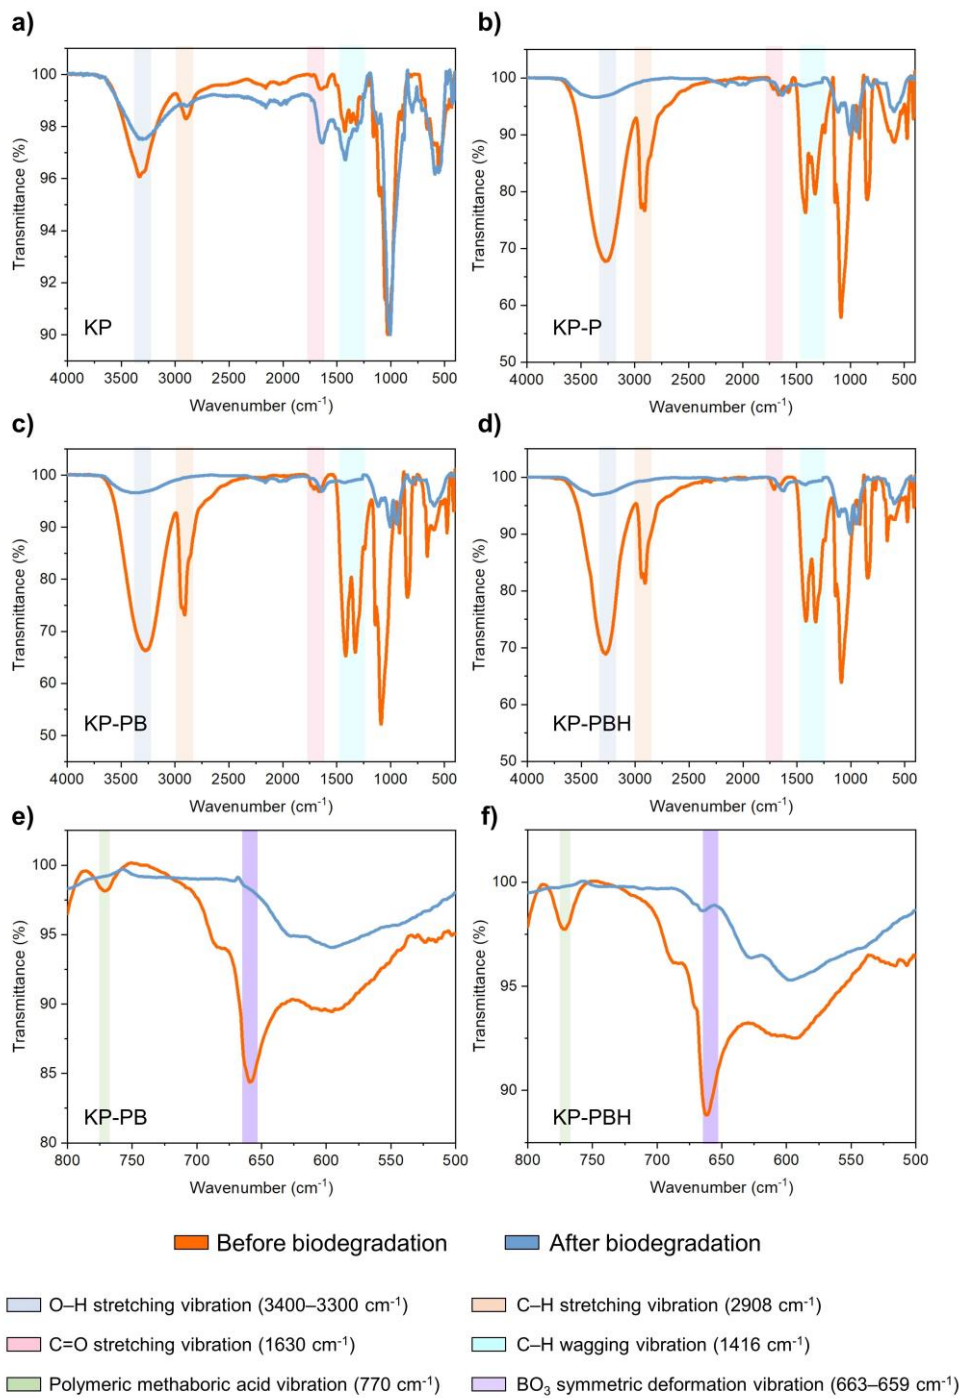 a)
100
98
96
94
92
90
Transmittance (%)
KP
4000 3500 3000 2500 2000 1500 1000 500
Wavenumber (cm⁻¹)
b)
100
90
80
70
60
50
Transmittance (%)
KP-P
4000 3500 3000 2500 2000 1500 1000 500
Wavenumber (cm⁻¹)
c)
100
90
80
70
60
50
Transmittance (%)
KP-PB
4000 3500 3000 2500 2000 1500 1000 500
Wavenumber (cm⁻¹)
d)
100
90
80
70
60
50
Transmittance (%)
KP-PBH
4000 3500 3000 2500 2000 1500 1000 500
Wavenumber (cm⁻¹)
e)
100
95
90
85
80
Transmittance (%)
KP-PB
800 750 700 650 600 550 500
Wavenumber (cm⁻¹)
f)
100
95
90
Transmittance (%)
KP-PBH
800 750 700 650 600 550 500
Wavenumber (cm⁻¹)
Before biodegradation After biodegradation
O–H stretching vibration (3400–3300 cm⁻¹) C–H stretching vibration (2908 cm⁻¹)
C=O stretching vibration (1630 cm⁻¹) C–H wagging vibration (1416 cm⁻¹)
Polymeric methaboric acid vibration (770 cm⁻¹) BO₃ symmetric deformation vibration (663–659 cm⁻¹)